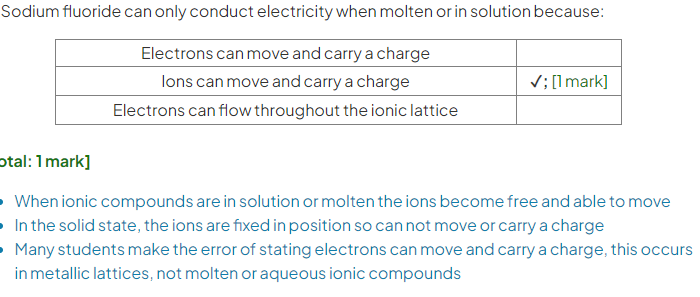 Sodium fluoride can only conduct electricity when molten or in solution because:
Electrons can move and carry a charge
Ions can move and carry a charge ✓; [1 mark]
Electrons can flow throughout the ionic lattice
otal: 1 mark]
• When ionic compounds are in solution or molten the ions become free and able to move
• In the solid state, the ions are fixed in position so can not move or carry a charge
• Many students make the error of stating electrons can move and carry a charge, this occurs
in metallic lattices, not molten or aqueous ionic compounds